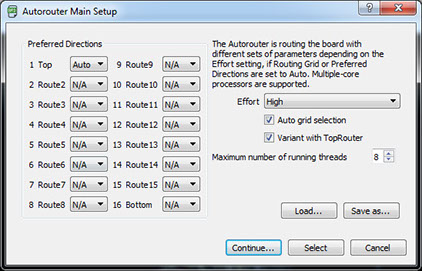 Autorouter Main Setup
?
Preferred Directions
1 Top Auto 9 Route9 N/A
2 Route2 N/A 10 Route10 N/A
3 Route3 N/A 11 Route11 N/A
4 Route4 N/A 12 Route12 N/A
5 Route5 N/A 13 Route13 N/A
6 Route6 N/A 14 Route14 N/A
7 Route7 N/A 15 Route15 N/A
8 Route8 N/A 16 Bottom N/A
The Autorouter is routing the board with
different sets of parameters depending on the
Effort setting, if Routing Grid or Preferred
Directions are set to Auto. Multiple-core
processors are supported.
Effort High
Auto grid selection
Variant with TopRouter
Maximum number of running threads 8
Load... Save as...
Continue... Select Cancel